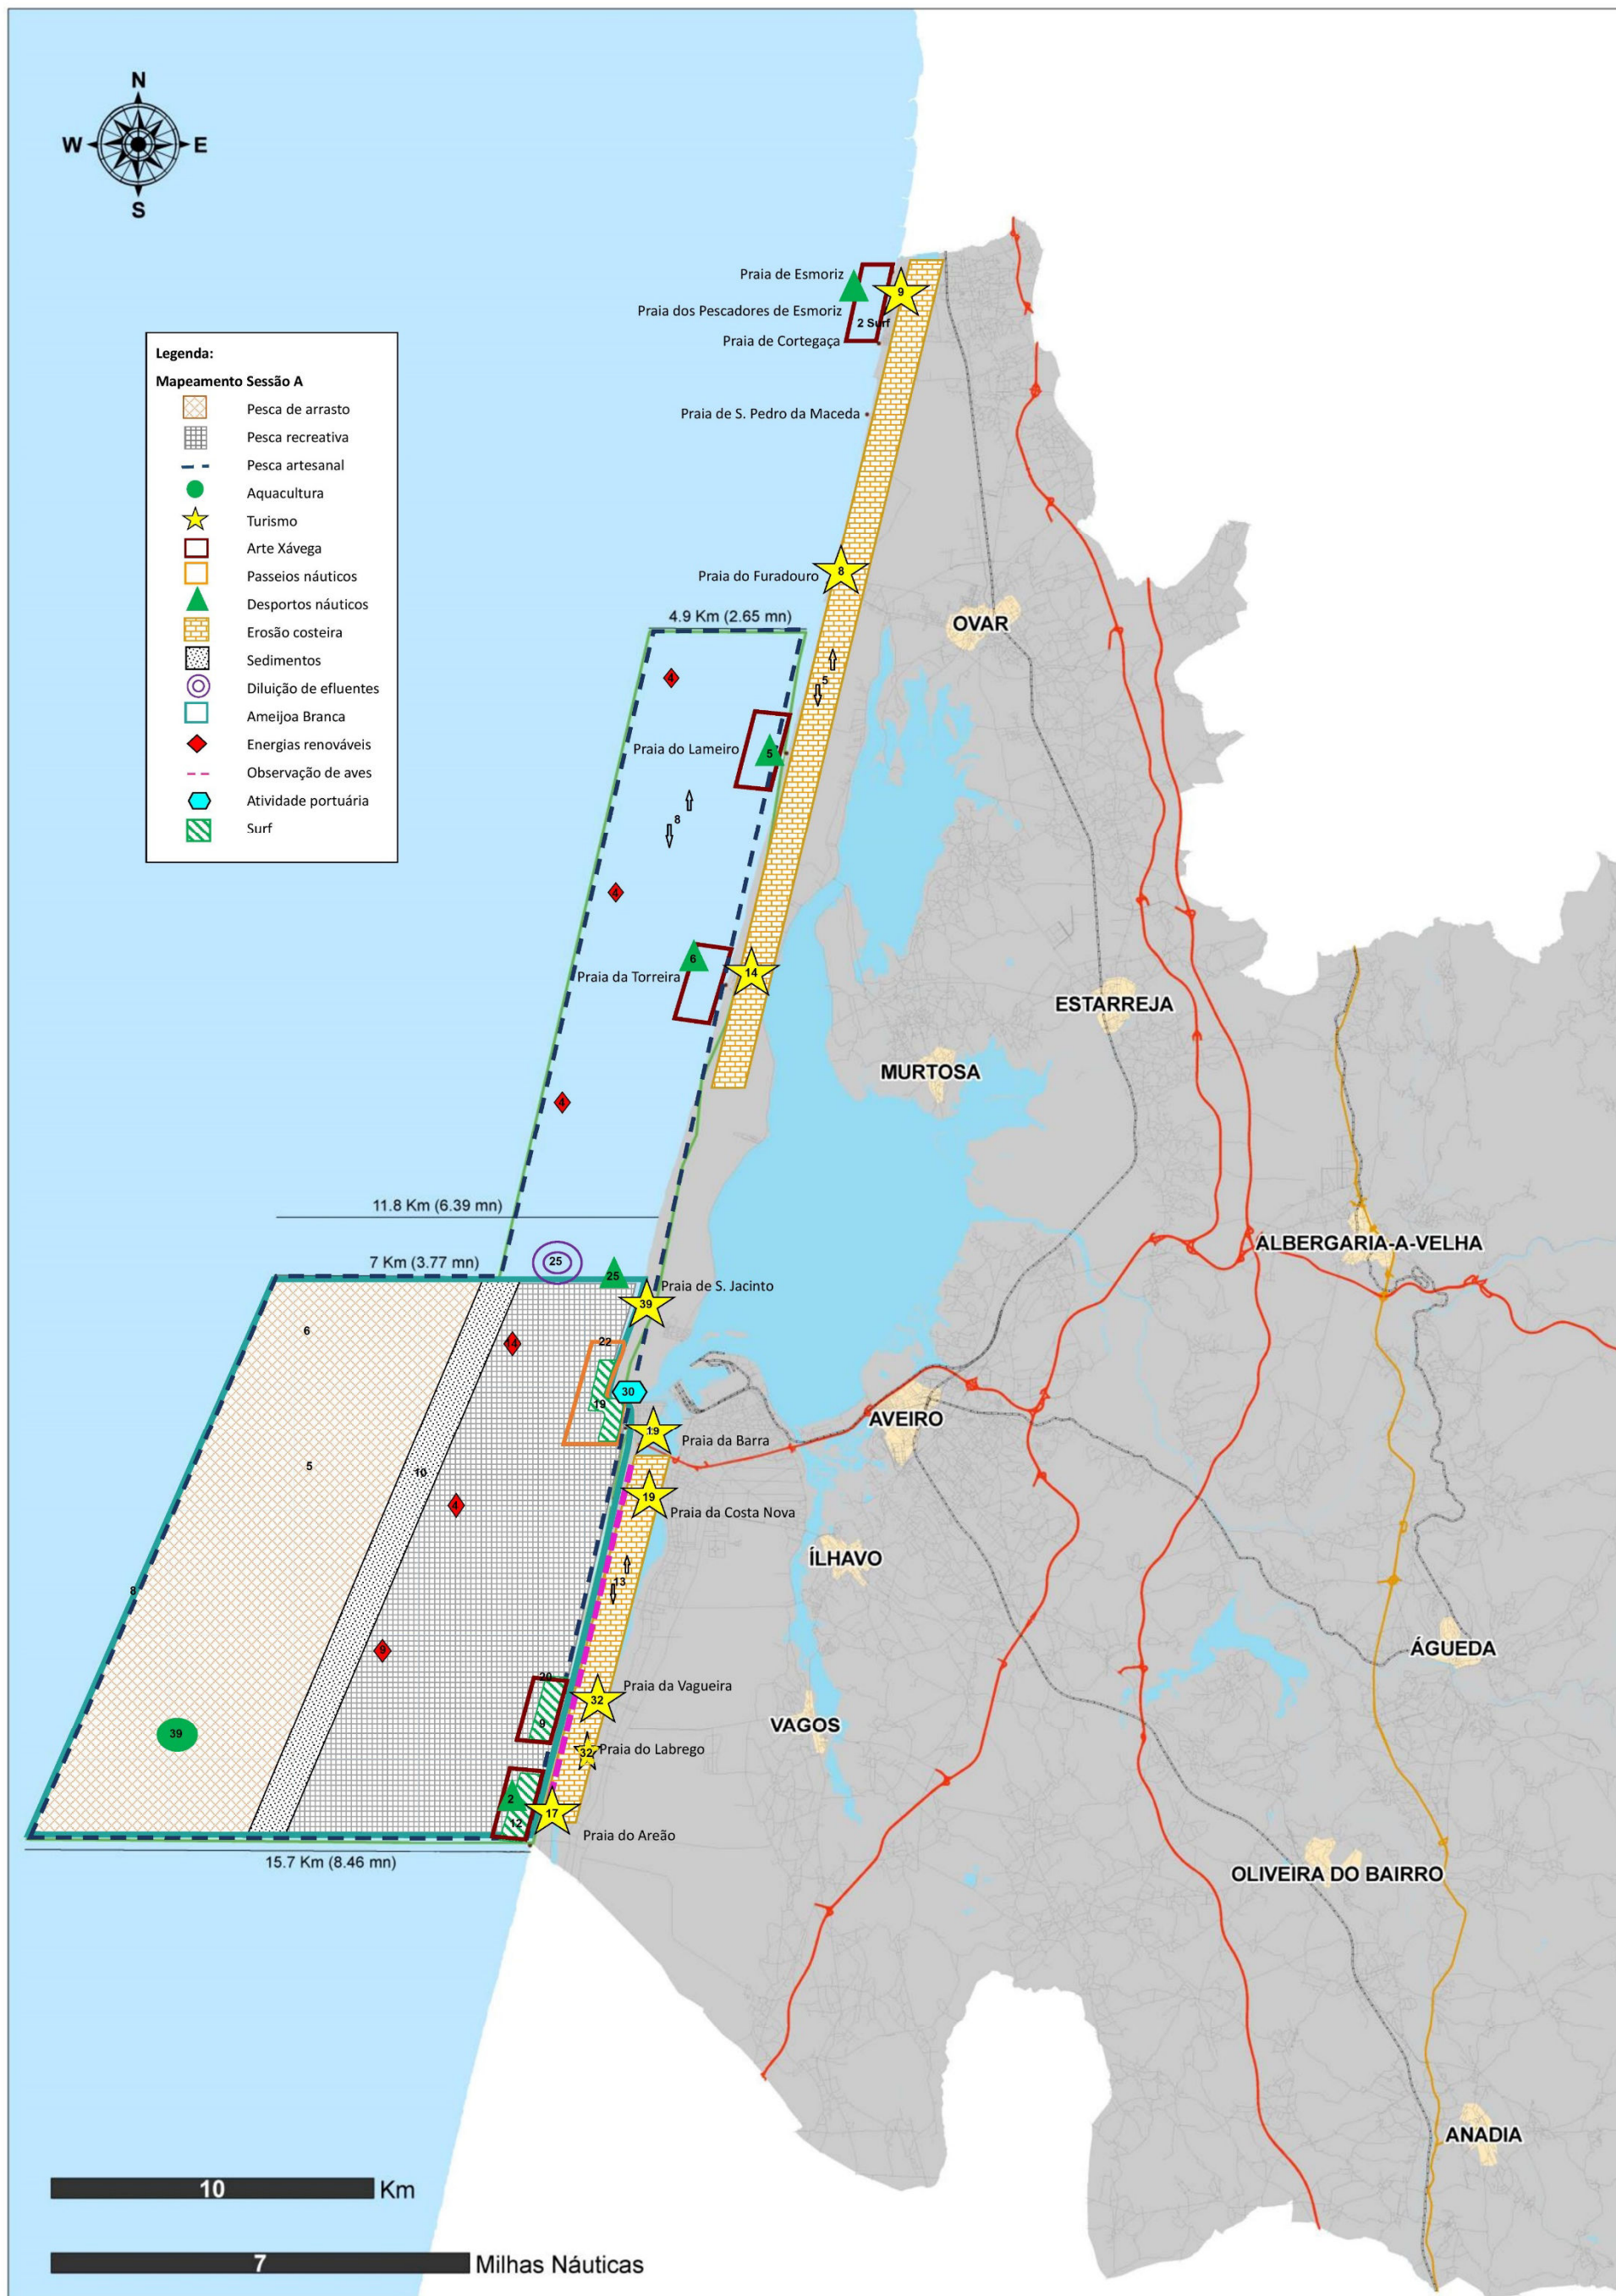 N
W E
S
Legenda:
Mapeamento Sessão A
Pesca de arrasto
Pesca recreativa
Pesca artesanal
Aquacultura
Turismo
Arte Xávega
Passeios náuticos
Desportos náuticos
Erosão costeira
Sedimentos
Diluição de efluentes
Ameijoa Branca
Energias renováveis
Observação de aves
Atividade portuária
Surf
Praia de Esmoriz
9
Praia dos Pescadores de Esmoriz
2 Surf
Praia de Cortegaça
Praia de S. Pedro da Maceda
Praia do Furadouro
8
4.9 Km (2.65 mn)
OVAR
4
5
Praia do Lameiro
5
8
4
6
Praia da Torreira
14
ESTARREJA
MURTOSA
4
11.8 Km (6.39 mn)
7 Km (3.77 mn)
25
25
Praia de S. Jacinto
39
ALBERGARIA-A-VELHA
6
14
22
30
19
19
Praia da Barra
AVEIRO
5
10
4
19
Praia da Costa Nova
ÍLHAVO
13
8
9
ÁGUEDA
20
Praia da Vagueira
32
9
VAGOS
39
32
Praia do Labrego
2
12
17
Praia do Areão
15.7 Km (8.46 mn)
OLIVEIRA DO BAIRRO
ANADIA
10 Km
7 Milhas Náuticas